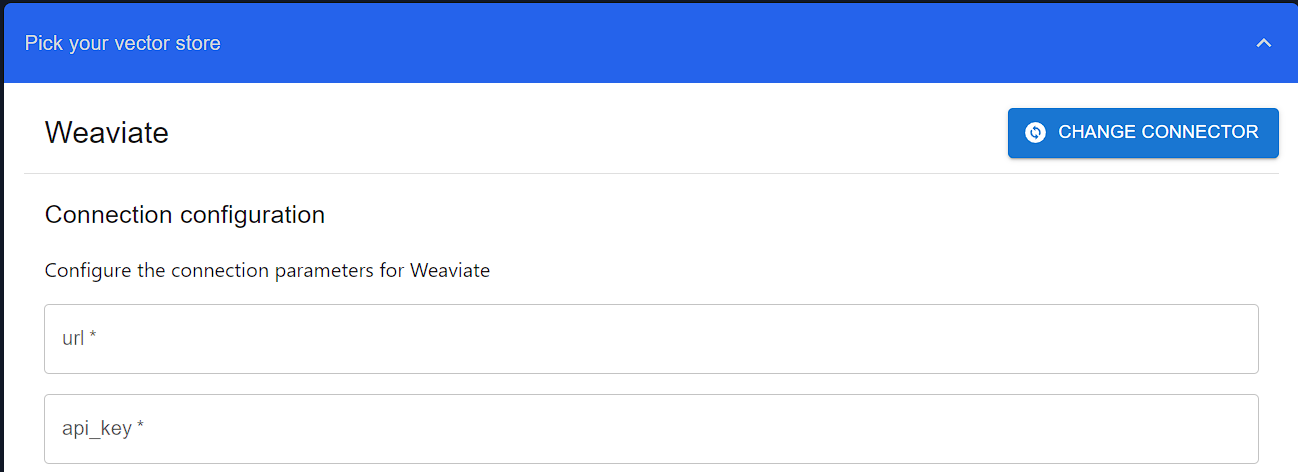 Pick your vector store
Weaviate
CHANGE CONNECTOR
Connection configuration
Configure the connection parameters for Weaviate
url *
api_key *